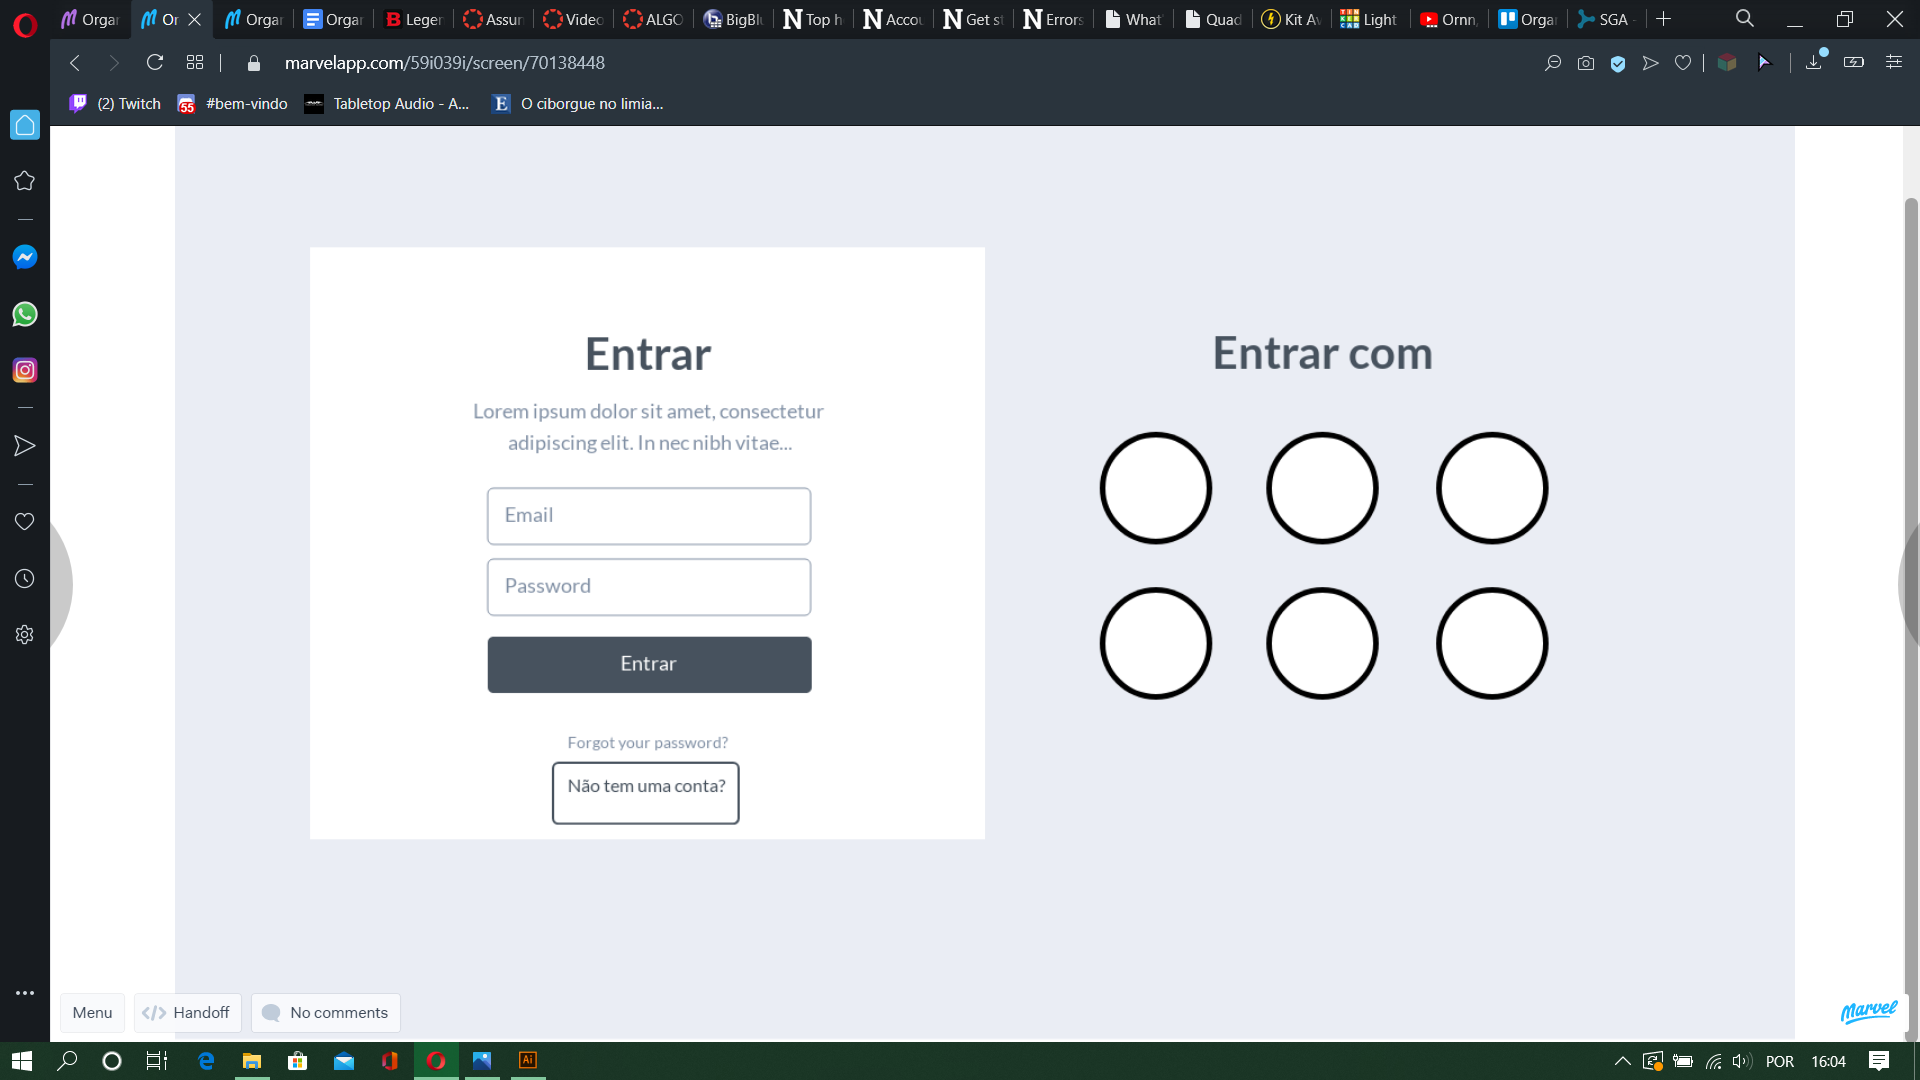 Orgar
Or
Orgar
Orgar
Leger
Assun
Video
ALGO
BigBlu
Top h
Accou
Get st
Errors
What'
Quad
Kit Av
Light
Ornn,
Orgar
SGA
marvelapp.com/59i039i/screen/70138448
(2) Twitch
#bem-vindo
Tabletop Audio - A...
O ciborgue no limia...
Entrar
Lorem ipsum dolor sit amet, consectetur
adipiscing elit. In nec nibh vitae...
Email
Password
Entrar
Forgot your password?
Não tem uma conta?
Entrar com
Menu
Handoff
No comments
Marvel
POR
16:04